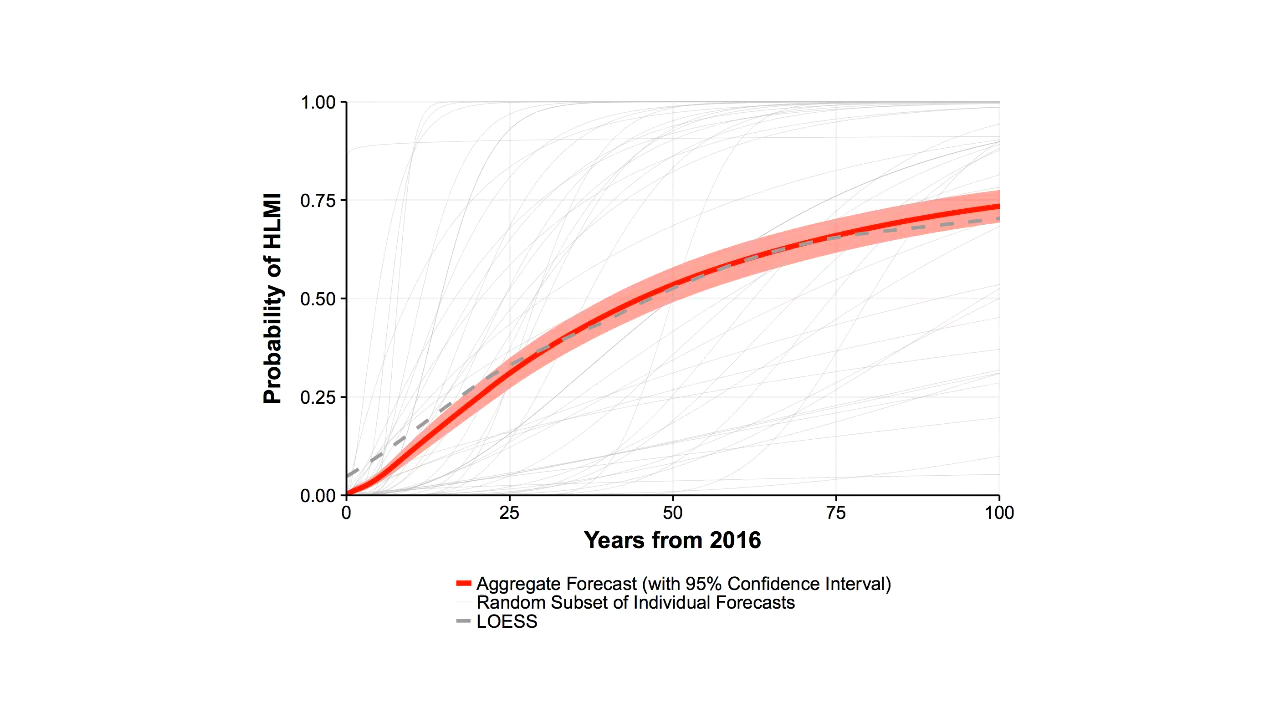 1.00
0.75
0.50
0.25
0.00
Probability of HLMI
0 25 50 75 100
Years from 2016
Aggregate Forecast (with 95% Confidence Interval)
Random Subset of Individual Forecasts
LOESS